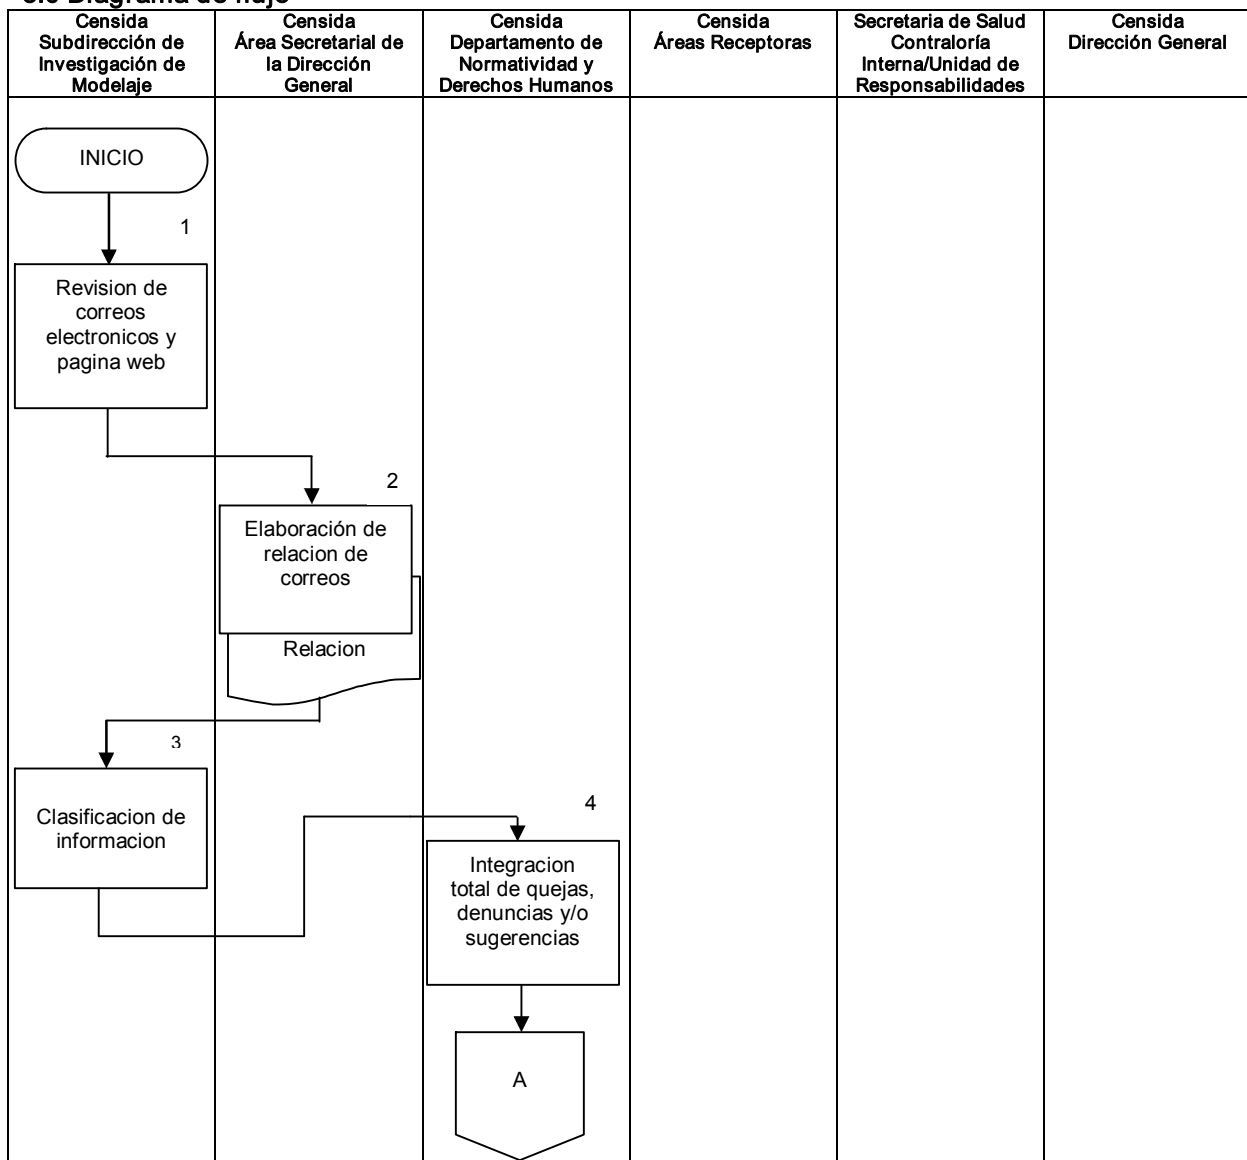 Diagrama de flujo
Censida
Subdirección de
Investigación de
Modelaje
Censida
Área Secretarial de
la Dirección
General
Censida
Departamento de
Normatividad y
Derechos Humanos
Censida
Áreas Receptoras
Secretaria de Salud
Contraloría
Interna/Unidad de
Responsabilidades
Censida
Dirección General
INICIO
1
Revision de
correos
electronicos y
pagina web
2
Elaboración de
relacion de
correos
Relacion
3
Clasificacion de
informacion
4
Integracion
total de quejas,
denuncias y/o
sugerencias
A